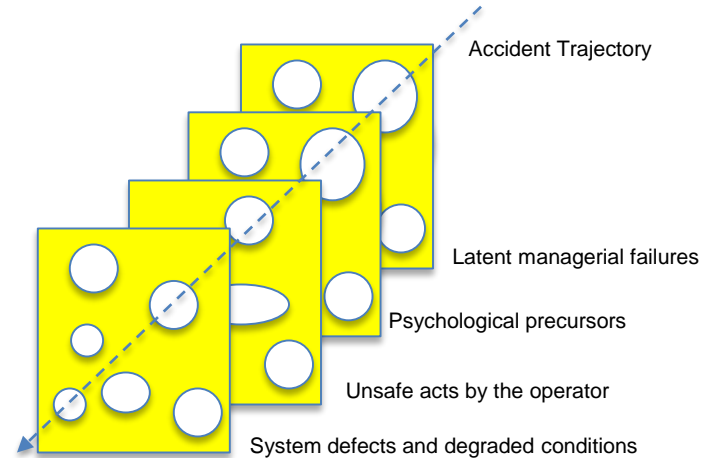 Accident Trajectory
Latent managerial failures
Psychological precursors
Unsafe acts by the operator
System defects and degraded conditions